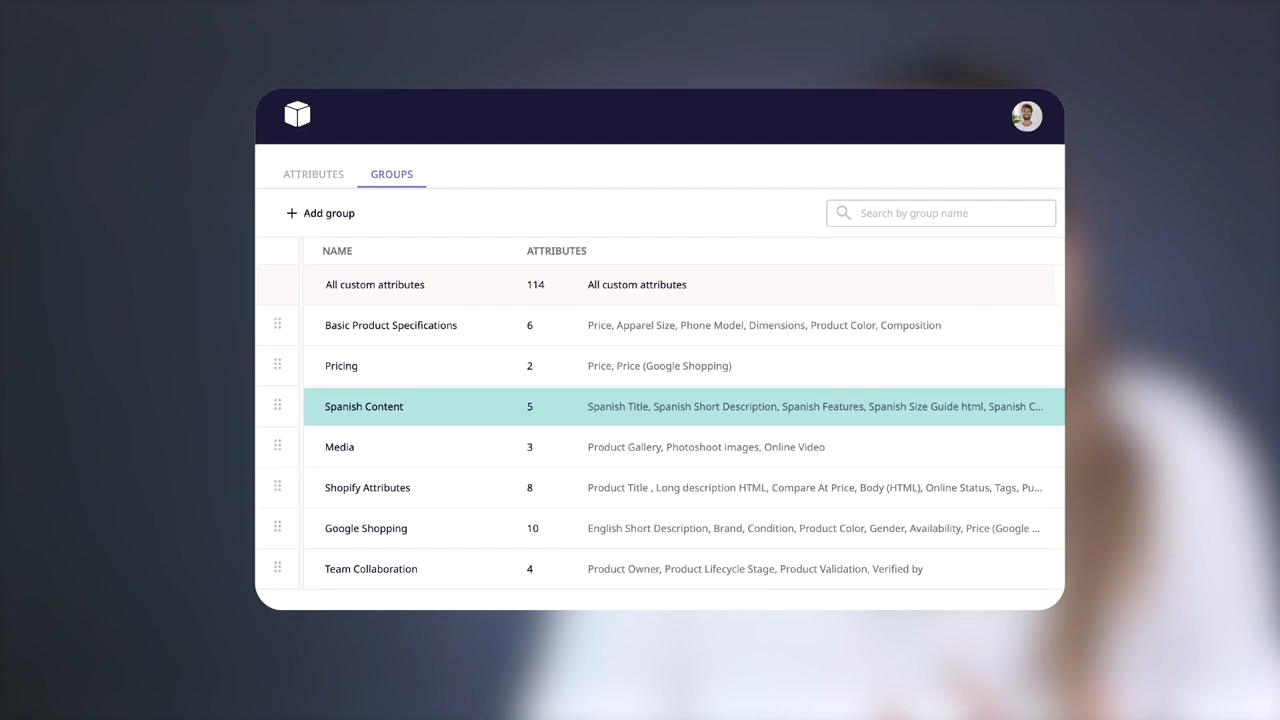 ATTRIBUTES GROUPS
+ Add group Search by group name
NAME ATTRIBUTES
All custom attributes 114 All custom attributes
Basic Product Specifications 6 Price, Apparel Size, Phone Model, Dimensions, Product Color, Composition
Pricing 2 Price, Price (Google Shopping)
Spanish Content 5 Spanish Title, Spanish Short Description, Spanish Features, Spanish Size Guide html, Spanish C...
Media 3 Product Gallery, Photoshoot images, Online Video
Shopify Attributes 8 Product Title , Long description HTML, Compare At Price, Body (HTML), Online Status, Tags, Pu...
Google Shopping 10 English Short Description, Brand, Condition, Product Color, Gender, Availability, Price (Google ...
Team Collaboration 4 Product Owner, Product Lifecycle Stage, Product Validation, Verified by